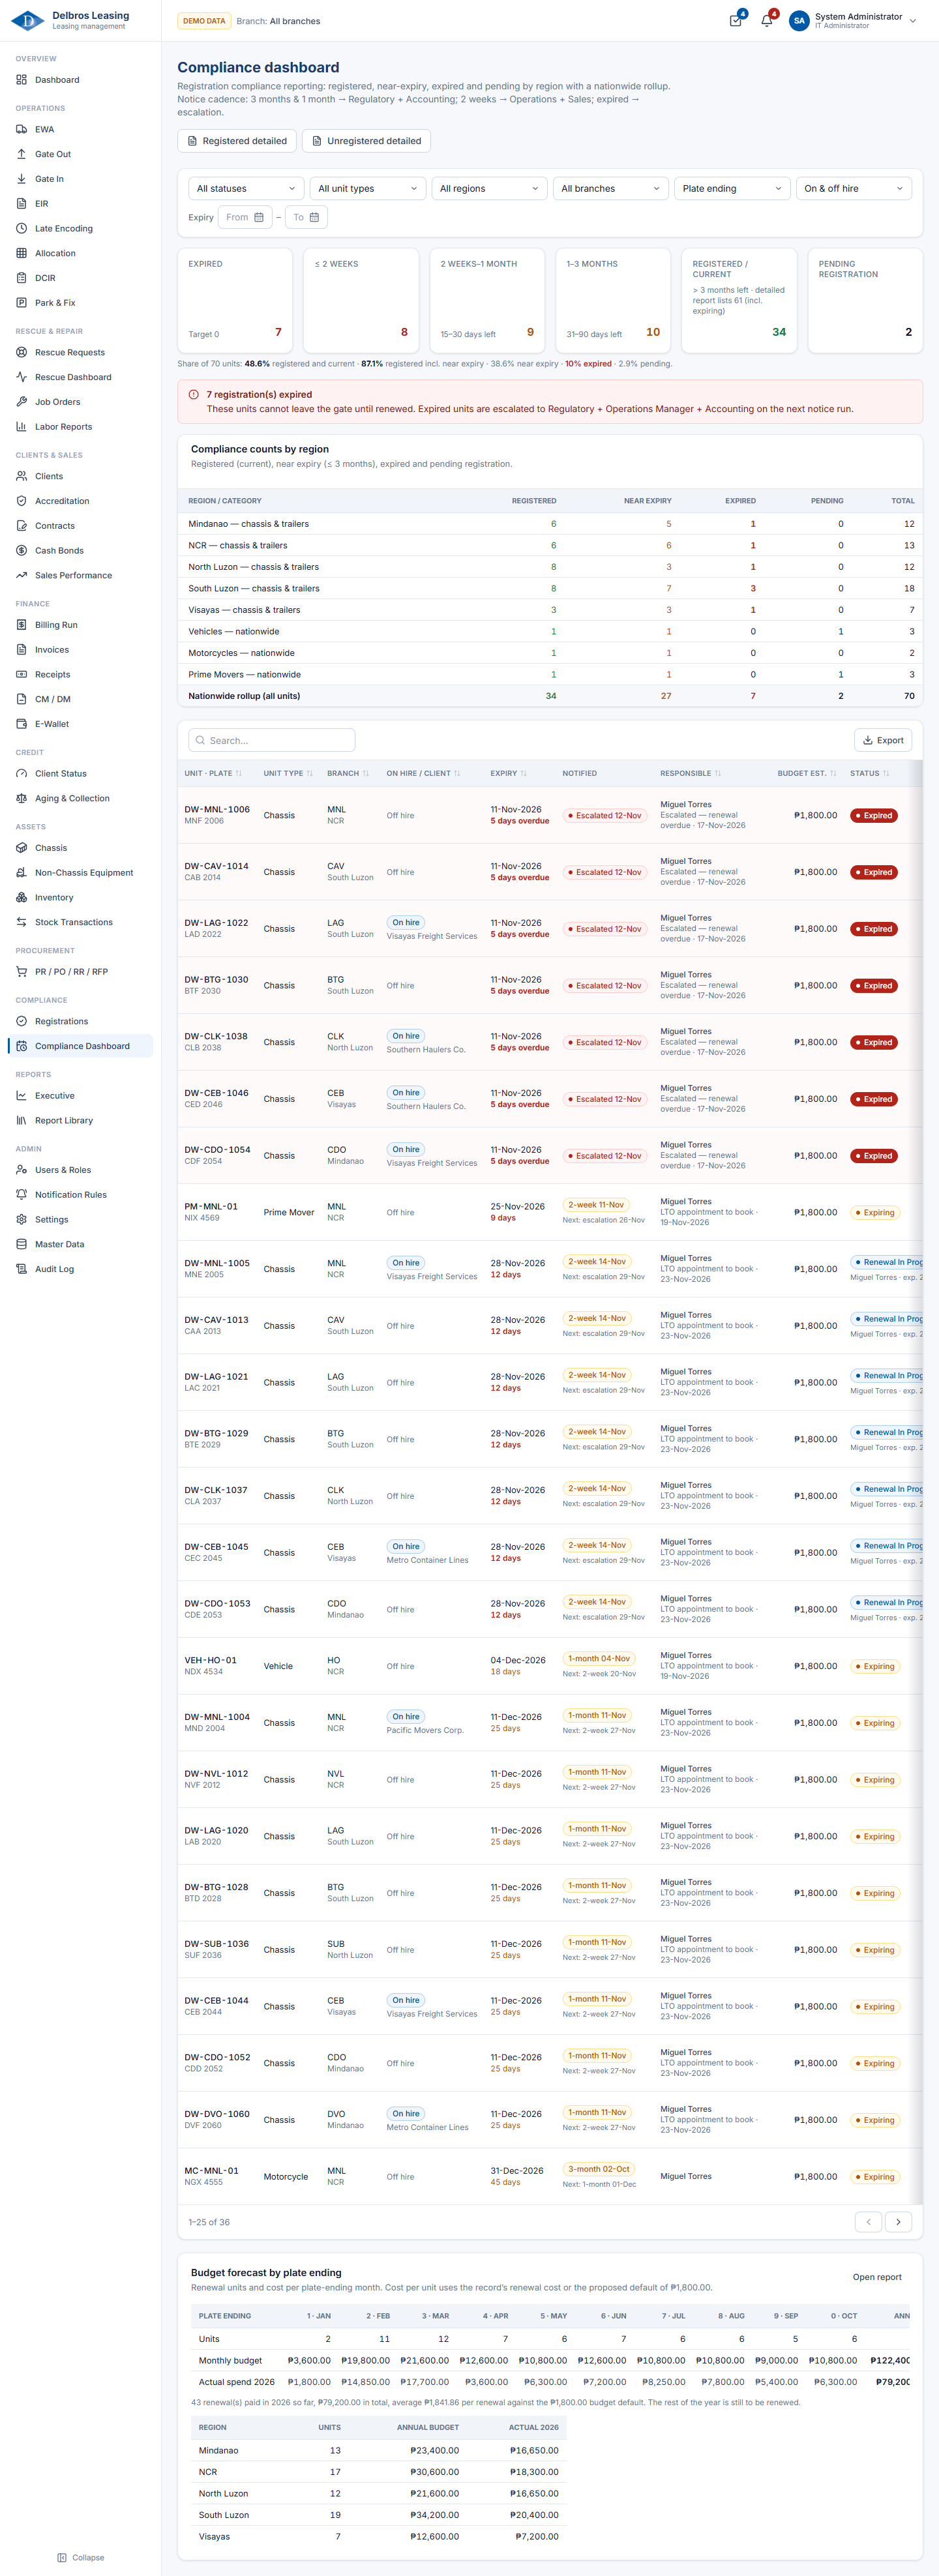 Delbros Leasing
Leasing management
DEMO DATA Branch: All branches
4 4 SA System Administrator
IT Administrator
OVERVIEW
Dashboard
OPERATIONS
EWA
Gate Out
Gate In
EIR
Late Encoding
Allocation
DCIR
Park & Fix
RESCUE & REPAIR
Rescue Requests
Rescue Dashboard
Job Orders
Labor Reports
CLIENTS & SALES
Clients
Accreditation
Contracts
Cash Bonds
Sales Performance
FINANCE
Billing Run
Invoices
Receipts
CM / DM
E-Wallet
CREDIT
Client Status
Aging & Collection
ASSETS
Chassis
Non-Chassis Equipment
Inventory
Stock Transactions
PROCUREMENT
PR / PO / RR / RFP
COMPLIANCE
Registrations
Compliance Dashboard
REPORTS
Executive
Report Library
ADMIN
Users & Roles
Notification Rules
Settings
Master Data
Audit Log
Collapse
Compliance dashboard
Registration compliance reporting: registered, near-expiry, expired and pending by region with a nationwide rollup.
Notice cadence: 3 months & 1 month → Regulatory + Accounting; 2 weeks → Operations + Sales; expired →
escalation.
Registered detailed Unregistered detailed
All statuses All unit types All regions All branches Plate ending On & off hire
Expiry From – To
EXPIRED
Target 0 7
≤ 2 WEEKS
8
2 WEEKS–1 MONTH
15–30 days left 9
1–3 MONTHS
31–90 days left 10
REGISTERED /
CURRENT
> 3 months left · detailed
report lists 61 (incl.
expiring)
34
PENDING
REGISTRATION
2
Share of 70 units: 48.6% registered and current · 87.1% registered incl. near expiry · 38.6% near expiry · 10% expired · 2.9% pending.
7 registration(s) expired
These units cannot leave the gate until renewed. Expired units are escalated to Regulatory + Operations Manager + Accounting on the next notice run.
Compliance counts by region
Registered (current), near expiry (≤ 3 months), expired and pending registration.
REGION / CATEGORY REGISTERED NEAR EXPIRY EXPIRED PENDING TOTAL
Mindanao — chassis & trailers 6 5 1 0 12
NCR — chassis & trailers 6 6 1 0 13
North Luzon — chassis & trailers 8 3 1 0 12
South Luzon — chassis & trailers 8 7 3 0 18
Visayas — chassis & trailers 3 3 1 0 7
Vehicles — nationwide 1 1 0 1 3
Motorcycles — nationwide 1 1 0 0 2
Prime Movers — nationwide 1 1 0 1 3
Nationwide rollup (all units) 34 27 7 2 70
Search... Export
UNIT · PLATE UNIT TYPE BRANCH ON HIRE / CLIENT EXPIRY NOTIFIED RESPONSIBLE BUDGET EST. STATUS
DW-MNL-1006 MNF 2006 Chassis MNL NCR Off hire 11-Nov-2026 5 days overdue Escalated 12-Nov Miguel Torres Escalated — renewal overdue · 17-Nov-2026 ₱1,800.00 Expired
DW-CAV-1014 CAB 2014 Chassis CAV South Luzon Off hire 11-Nov-2026 5 days overdue Escalated 12-Nov Miguel Torres Escalated — renewal overdue · 17-Nov-2026 ₱1,800.00 Expired
DW-LAG-1022 LAD 2022 Chassis LAG South Luzon On hire Visayas Freight Services 11-Nov-2026 5 days overdue Escalated 12-Nov Miguel Torres Escalated — renewal overdue · 17-Nov-2026 ₱1,800.00 Expired
DW-BTG-1030 BTF 2030 Chassis BTG South Luzon Off hire 11-Nov-2026 5 days overdue Escalated 12-Nov Miguel Torres Escalated — renewal overdue · 17-Nov-2026 ₱1,800.00 Expired
DW-CLK-1038 CLB 2038 Chassis CLK North Luzon On hire Southern Haulers Co. 11-Nov-2026 5 days overdue Escalated 12-Nov Miguel Torres Escalated — renewal overdue · 17-Nov-2026 ₱1,800.00 Expired
DW-CEB-1046 CED 2046 Chassis CEB Visayas On hire Southern Haulers Co. 11-Nov-2026 5 days overdue Escalated 12-Nov Miguel Torres Escalated — renewal overdue · 17-Nov-2026 ₱1,800.00 Expired
DW-CDO-1054 CDF 2054 Chassis CDO Mindanao On hire Visayas Freight Services 11-Nov-2026 5 days overdue Escalated 12-Nov Miguel Torres Escalated — renewal overdue · 17-Nov-2026 ₱1,800.00 Expired
PM-MNL-01 NIX 4569 Prime Mover MNL NCR Off hire 25-Nov-2026 9 days 2-week 11-Nov Next: escalation 26-Nov Miguel Torres LTO appointment to book · 19-Nov-2026 ₱1,800.00 Expiring
DW-MNL-1005 MNE 2005 Chassis MNL NCR On hire Visayas Freight Services 28-Nov-2026 12 days 2-week 14-Nov Next: escalation 29-Nov Miguel Torres LTO appointment to book · 23-Nov-2026 ₱1,800.00 Renewal In Prog Miguel Torres · exp. 2
DW-CAV-1013 CAA 2013 Chassis CAV South Luzon Off hire 28-Nov-2026 12 days 2-week 14-Nov Next: escalation 29-Nov Miguel Torres LTO appointment to book · 23-Nov-2026 ₱1,800.00 Renewal In Prog Miguel Torres · exp. 2
DW-LAG-1021 LAC 2021 Chassis LAG South Luzon Off hire 28-Nov-2026 12 days 2-week 14-Nov Next: escalation 29-Nov Miguel Torres LTO appointment to book · 23-Nov-2026 ₱1,800.00 Renewal In Prog Miguel Torres · exp. 2
DW-BTG-1029 BTE 2029 Chassis BTG South Luzon Off hire 28-Nov-2026 12 days 2-week 14-Nov Next: escalation 29-Nov Miguel Torres LTO appointment to book · 23-Nov-2026 ₱1,800.00 Renewal In Prog Miguel Torres · exp. 2
DW-CLK-1037 CLA 2037 Chassis CLK North Luzon Off hire 28-Nov-2026 12 days 2-week 14-Nov Next: escalation 29-Nov Miguel Torres LTO appointment to book · 23-Nov-2026 ₱1,800.00 Renewal In Prog Miguel Torres · exp. 2
DW-CEB-1045 CEC 2045 Chassis CEB Visayas On hire Metro Container Lines 28-Nov-2026 12 days 2-week 14-Nov Next: escalation 29-Nov Miguel Torres LTO appointment to book · 23-Nov-2026 ₱1,800.00 Renewal In Prog Miguel Torres · exp. 2
DW-CDO-1053 CDE 2053 Chassis CDO Mindanao Off hire 28-Nov-2026 12 days 2-week 14-Nov Next: escalation 29-Nov Miguel Torres LTO appointment to book · 23-Nov-2026 ₱1,800.00 Renewal In Prog Miguel Torres · exp. 2
VEH-HO-01 NDX 4534 Vehicle HO NCR Off hire 04-Dec-2026 18 days 1-month 04-Nov Next: 2-week 20-Nov Miguel Torres LTO appointment to book · 19-Nov-2026 ₱1,800.00 Expiring
DW-MNL-1004 MND 2004 Chassis MNL NCR On hire Pacific Movers Corp. 11-Dec-2026 25 days 1-month 11-Nov Next: 2-week 27-Nov Miguel Torres LTO appointment to book · 23-Nov-2026 ₱1,800.00 Expiring
DW-NVL-1012 NVF 2012 Chassis NVL NCR Off hire 11-Dec-2026 25 days 1-month 11-Nov Next: 2-week 27-Nov Miguel Torres LTO appointment to book · 23-Nov-2026 ₱1,800.00 Expiring
DW-LAG-1020 LAB 2020 Chassis LAG South Luzon Off hire 11-Dec-2026 25 days 1-month 11-Nov Next: 2-week 27-Nov Miguel Torres LTO appointment to book · 23-Nov-2026 ₱1,800.00 Expiring
DW-BTG-1028 BTD 2028 Chassis BTG South Luzon Off hire 11-Dec-2026 25 days 1-month 11-Nov Next: 2-week 27-Nov Miguel Torres LTO appointment to book · 23-Nov-2026 ₱1,800.00 Expiring
DW-SUB-1036 SUF 2036 Chassis SUB North Luzon Off hire 11-Dec-2026 25 days 1-month 11-Nov Next: 2-week 27-Nov Miguel Torres LTO appointment to book · 23-Nov-2026 ₱1,800.00 Expiring
DW-CEB-1044 CEB 2044 Chassis CEB Visayas On hire Visayas Freight Services 11-Dec-2026 25 days 1-month 11-Nov Next: 2-week 27-Nov Miguel Torres LTO appointment to book · 23-Nov-2026 ₱1,800.00 Expiring
DW-CDO-1052 CDD 2052 Chassis CDO Mindanao Off hire 11-Dec-2026 25 days 1-month 11-Nov Next: 2-week 27-Nov Miguel Torres LTO appointment to book · 23-Nov-2026 ₱1,800.00 Expiring
DW-DVO-1060 DVF 2060 Chassis DVO Mindanao On hire Metro Container Lines 11-Dec-2026 25 days 1-month 11-Nov Next: 2-week 27-Nov Miguel Torres LTO appointment to book · 23-Nov-2026 ₱1,800.00 Expiring
MC-MNL-01 NGX 4555 Motorcycle MNL NCR Off hire 31-Dec-2026 45 days 3-month 02-Oct Next: 1-month 01-Dec Miguel Torres ₱1,800.00 Expiring
1–25 of 36
Budget forecast by plate ending Open report
Renewal units and cost per plate-ending month. Cost per unit uses the record's renewal cost or the proposed default of ₱1,800.00.
PLATE ENDING 1 · JAN 2 · FEB 3 · MAR 4 · APR 5 · MAY 6 · JUN 7 · JUL 8 · AUG 9 · SEP 0 · OCT ANN
Units 2 11 12 7 6 7 6 6 5 6
Monthly budget ₱3,600.00 ₱19,800.00 ₱21,600.00 ₱12,600.00 ₱10,800.00 ₱12,600.00 ₱10,800.00 ₱10,800.00 ₱9,000.00 ₱10,800.00 ₱122,400
Actual spend 2026 ₱1,800.00 ₱14,850.00 ₱17,700.00 ₱3,600.00 ₱6,300.00 ₱7,200.00 ₱8,250.00 ₱7,800.00 ₱5,400.00 ₱6,300.00 ₱79,200
43 renewal(s) paid in 2026 so far, ₱79,200.00 in total, average ₱1,841.86 per renewal against the ₱1,800.00 budget default. The rest of the year is still to be renewed.
REGION UNITS ANNUAL BUDGET ACTUAL 2026
Mindanao 13 ₱23,400.00 ₱16,650.00
NCR 17 ₱30,600.00 ₱18,300.00
North Luzon 12 ₱21,600.00 ₱16,650.00
South Luzon 19 ₱34,200.00 ₱20,400.00
Visayas 7 ₱12,600.00 ₱7,200.00